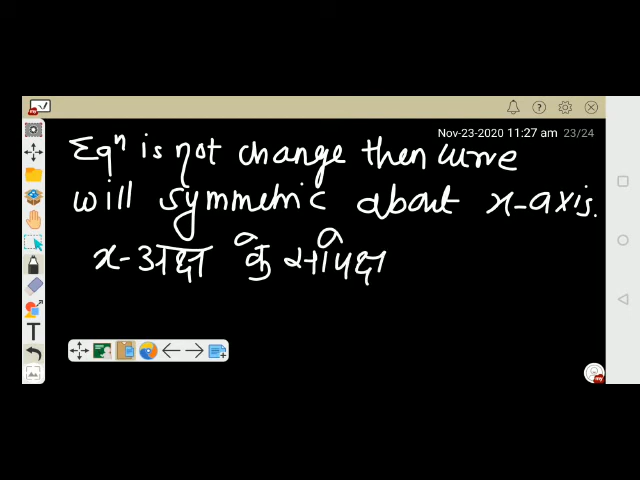 Nov-23-2020 11:27 am 23/24
Eqⁿ is not change then curve
will symmetric about x-axis.
x-अक्ष के सापेक्ष
T